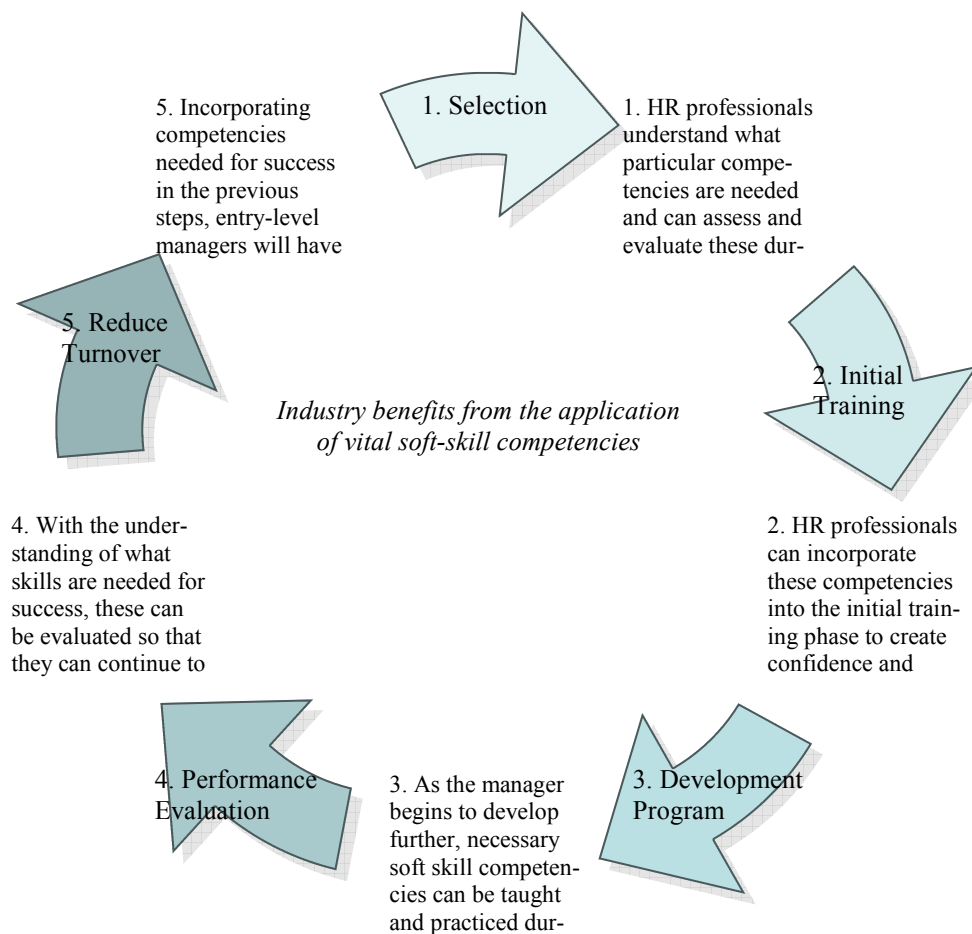 1. Selection
1. HR professionals
understand what
particular compe-
tencies are needed
and can assess and
evaluate these dur-
2. Initial
Training
2. HR professionals
can incorporate
these competencies
into the initial train-
ing phase to create
confidence and
3. Development
Program
3. As the manager
begins to develop
further, necessary
soft skill competen-
cies can be taught
and practiced dur-
4. Performance
Evaluation
4. With the under-
standing of what
skills are needed for
success, these can
be evaluated so that
they can continue to
5. Reduce
Turnover
5. Incorporating
competencies
needed for success
in the previous
steps, entry-level
managers will have
Industry benefits from the application
of vital soft-skill competencies